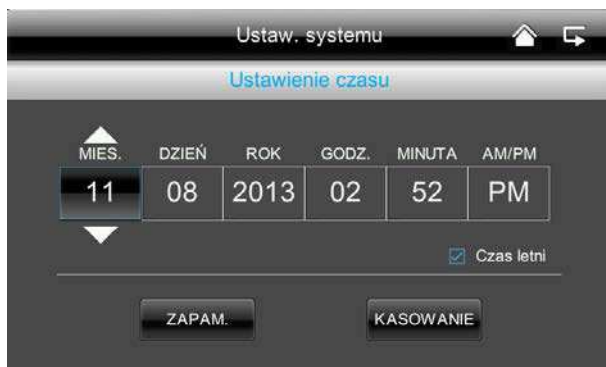 Ustaw. systemu
Ustawienie czasu
MIES. DZIEŃ ROK GODZ. MINUTA AM/PM
11 08 2013 02 52 PM
Czas letni
ZAPAM. KASOWANIE